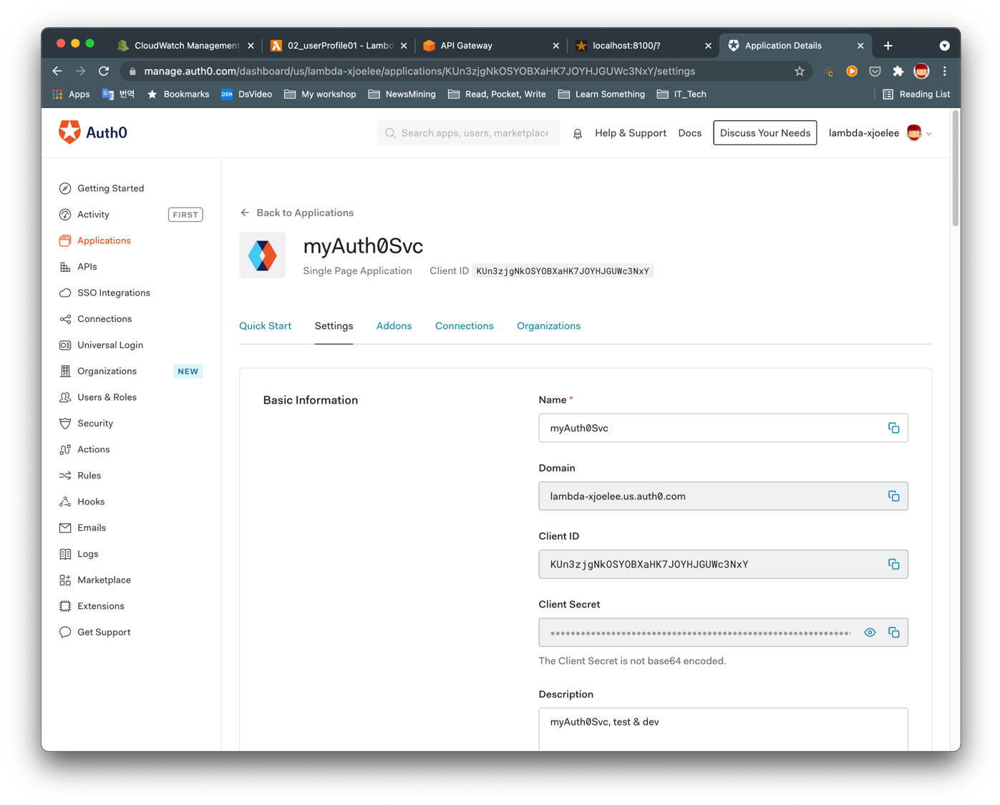 CloudWatch Management
02_userProfile01 - Lambd
API Gateway
localhost:8100/?
Application Details
manage.auth0.com/dashboard/us/lambda-xjoelee/applications/KUn3zjgNkOSYOBXaHK7JOYHJGUWc3NxY/settings
Apps
번역
Bookmarks
DSM
DsVideo
My workshop
NewsMining
Read, Pocket, Write
Learn Something
IT_Tech
Reading List
Auth0
Search apps, users, marketplace
Help & Support
Docs
Discuss Your Needs
lambda-xjoelee
Getting Started
Activity
FIRST
Applications
APIs
SSO Integrations
Connections
Universal Login
Organizations
NEW
Users & Roles
Security
Actions
Rules
Hooks
Emails
Logs
Marketplace
Extensions
Get Support
Back to Applications
myAuth0Svc
Single Page Application
Client ID KUn3zjgNkOSYOBXaHK7JOYHJGUWc3NxY
Quick Start
Settings
Addons
Connections
Organizations
Basic Information
Name *
myAuth0Svc
Domain
lambda-xjoelee.us.auth0.com
Client ID
KUn3zjgNkOSYOBXaHK7JOYHJGUWc3NxY
Client Secret
The Client Secret is not base64 encoded.
Description
myAuth0Svc, test & dev